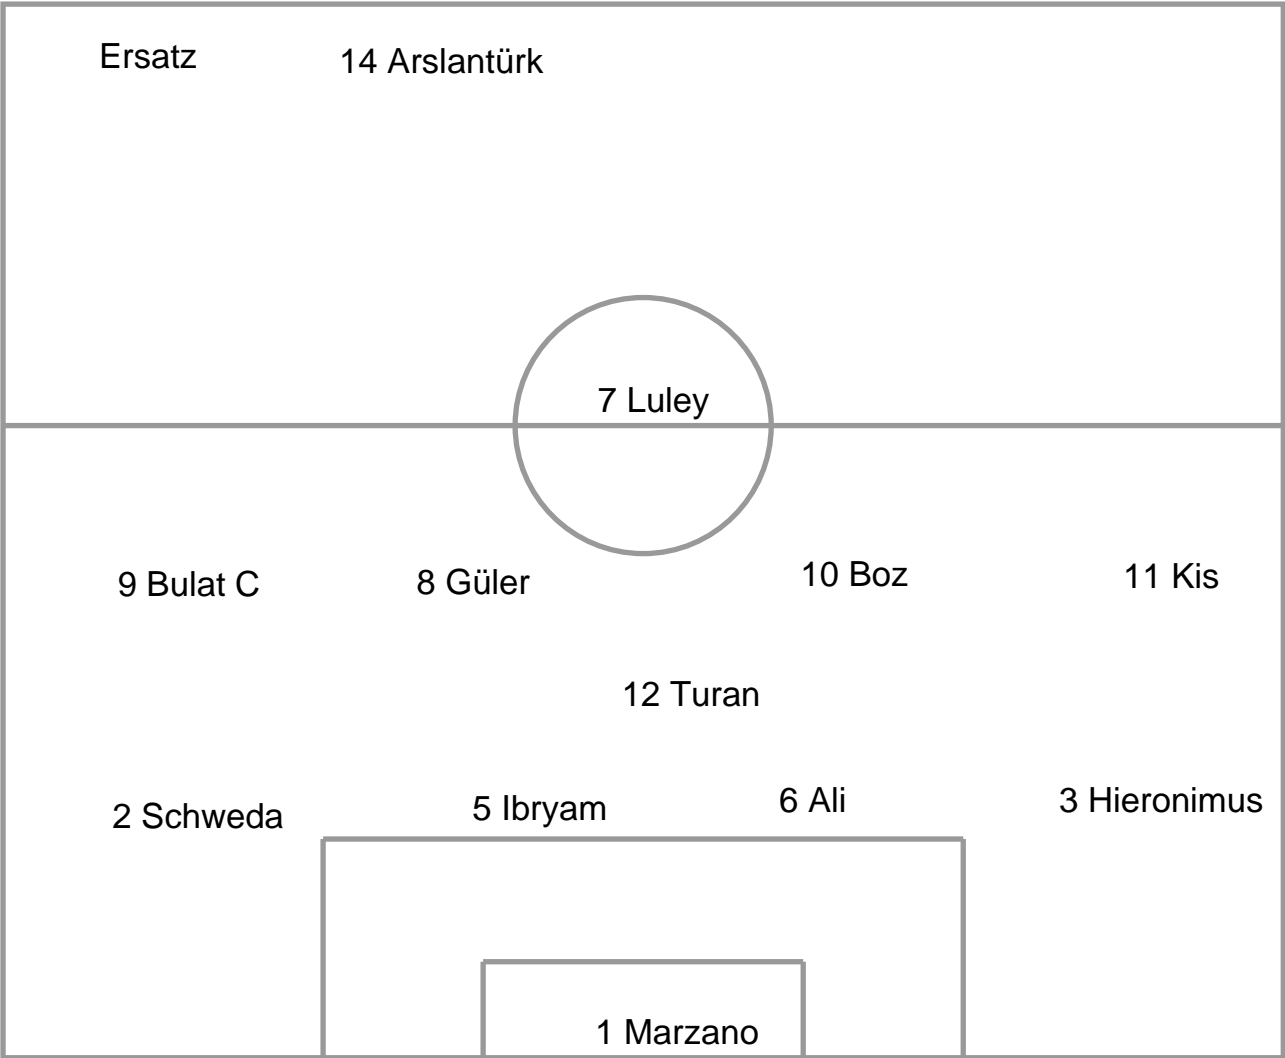 Ersatz
14 Arslantürk
7 Luley
9 Bulat C
8 Güler
10 Boz
11 Kis
12 Turan
2 Schweda
5 Ibryam
6 Ali
3 Hieronimus
1 Marzano